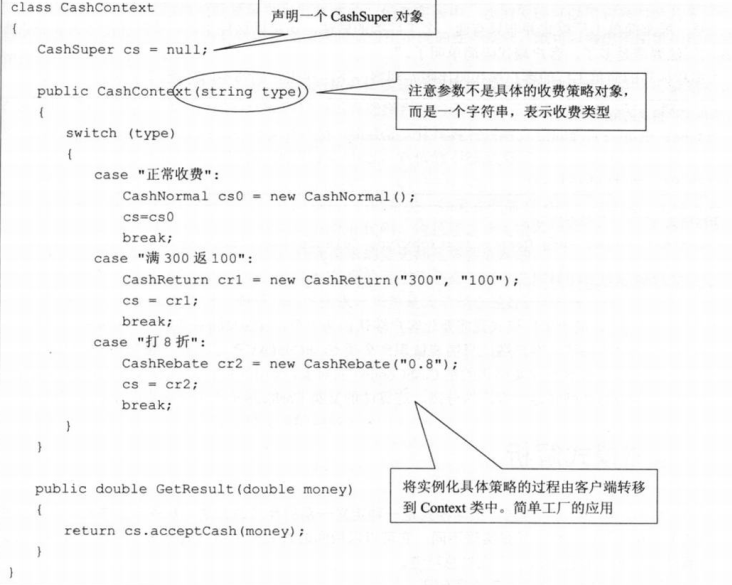 class CashContext
声明一个 CashSuper 对象
{
CashSuper cs = null;
public CashContext(string type)
注意参数不是具体的收费策略对象,
而是一个字符串，表示收费类型
{
switch (type)
{
case "正常收费":
CashNormal cs0 = new CashNormal();
cs=cs0
break;
case "满 300 返 100":
CashReturn cr1 = new CashReturn("300", "100");
cs = cr1;
break;
case "打 8 折":
CashRebate cr2 = new CashRebate("0.8");
cs = cr2;
break;
}
}
将实例化具体策略的过程由客户端转移
到 Context 类中。简单工厂的应用
public double GetResult(double money)
{
return cs.acceptCash(money);
}
}